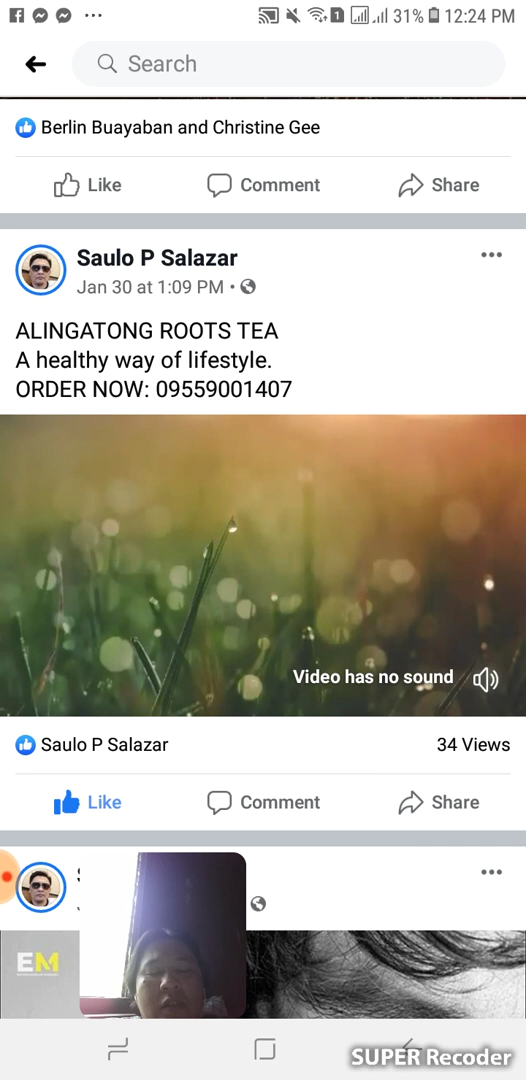 31% 12:24 PM
Search
Berlin Buayaban and Christine Gee
Like Comment Share
Saulo P Salazar
Jan 30 at 1:09 PM •
ALINGATONG ROOTS TEA
A healthy way of lifestyle.
ORDER NOW: 09559001407
Video has no sound
Saulo P Salazar 34 Views
Like Comment Share
EM
SUPER Recoder